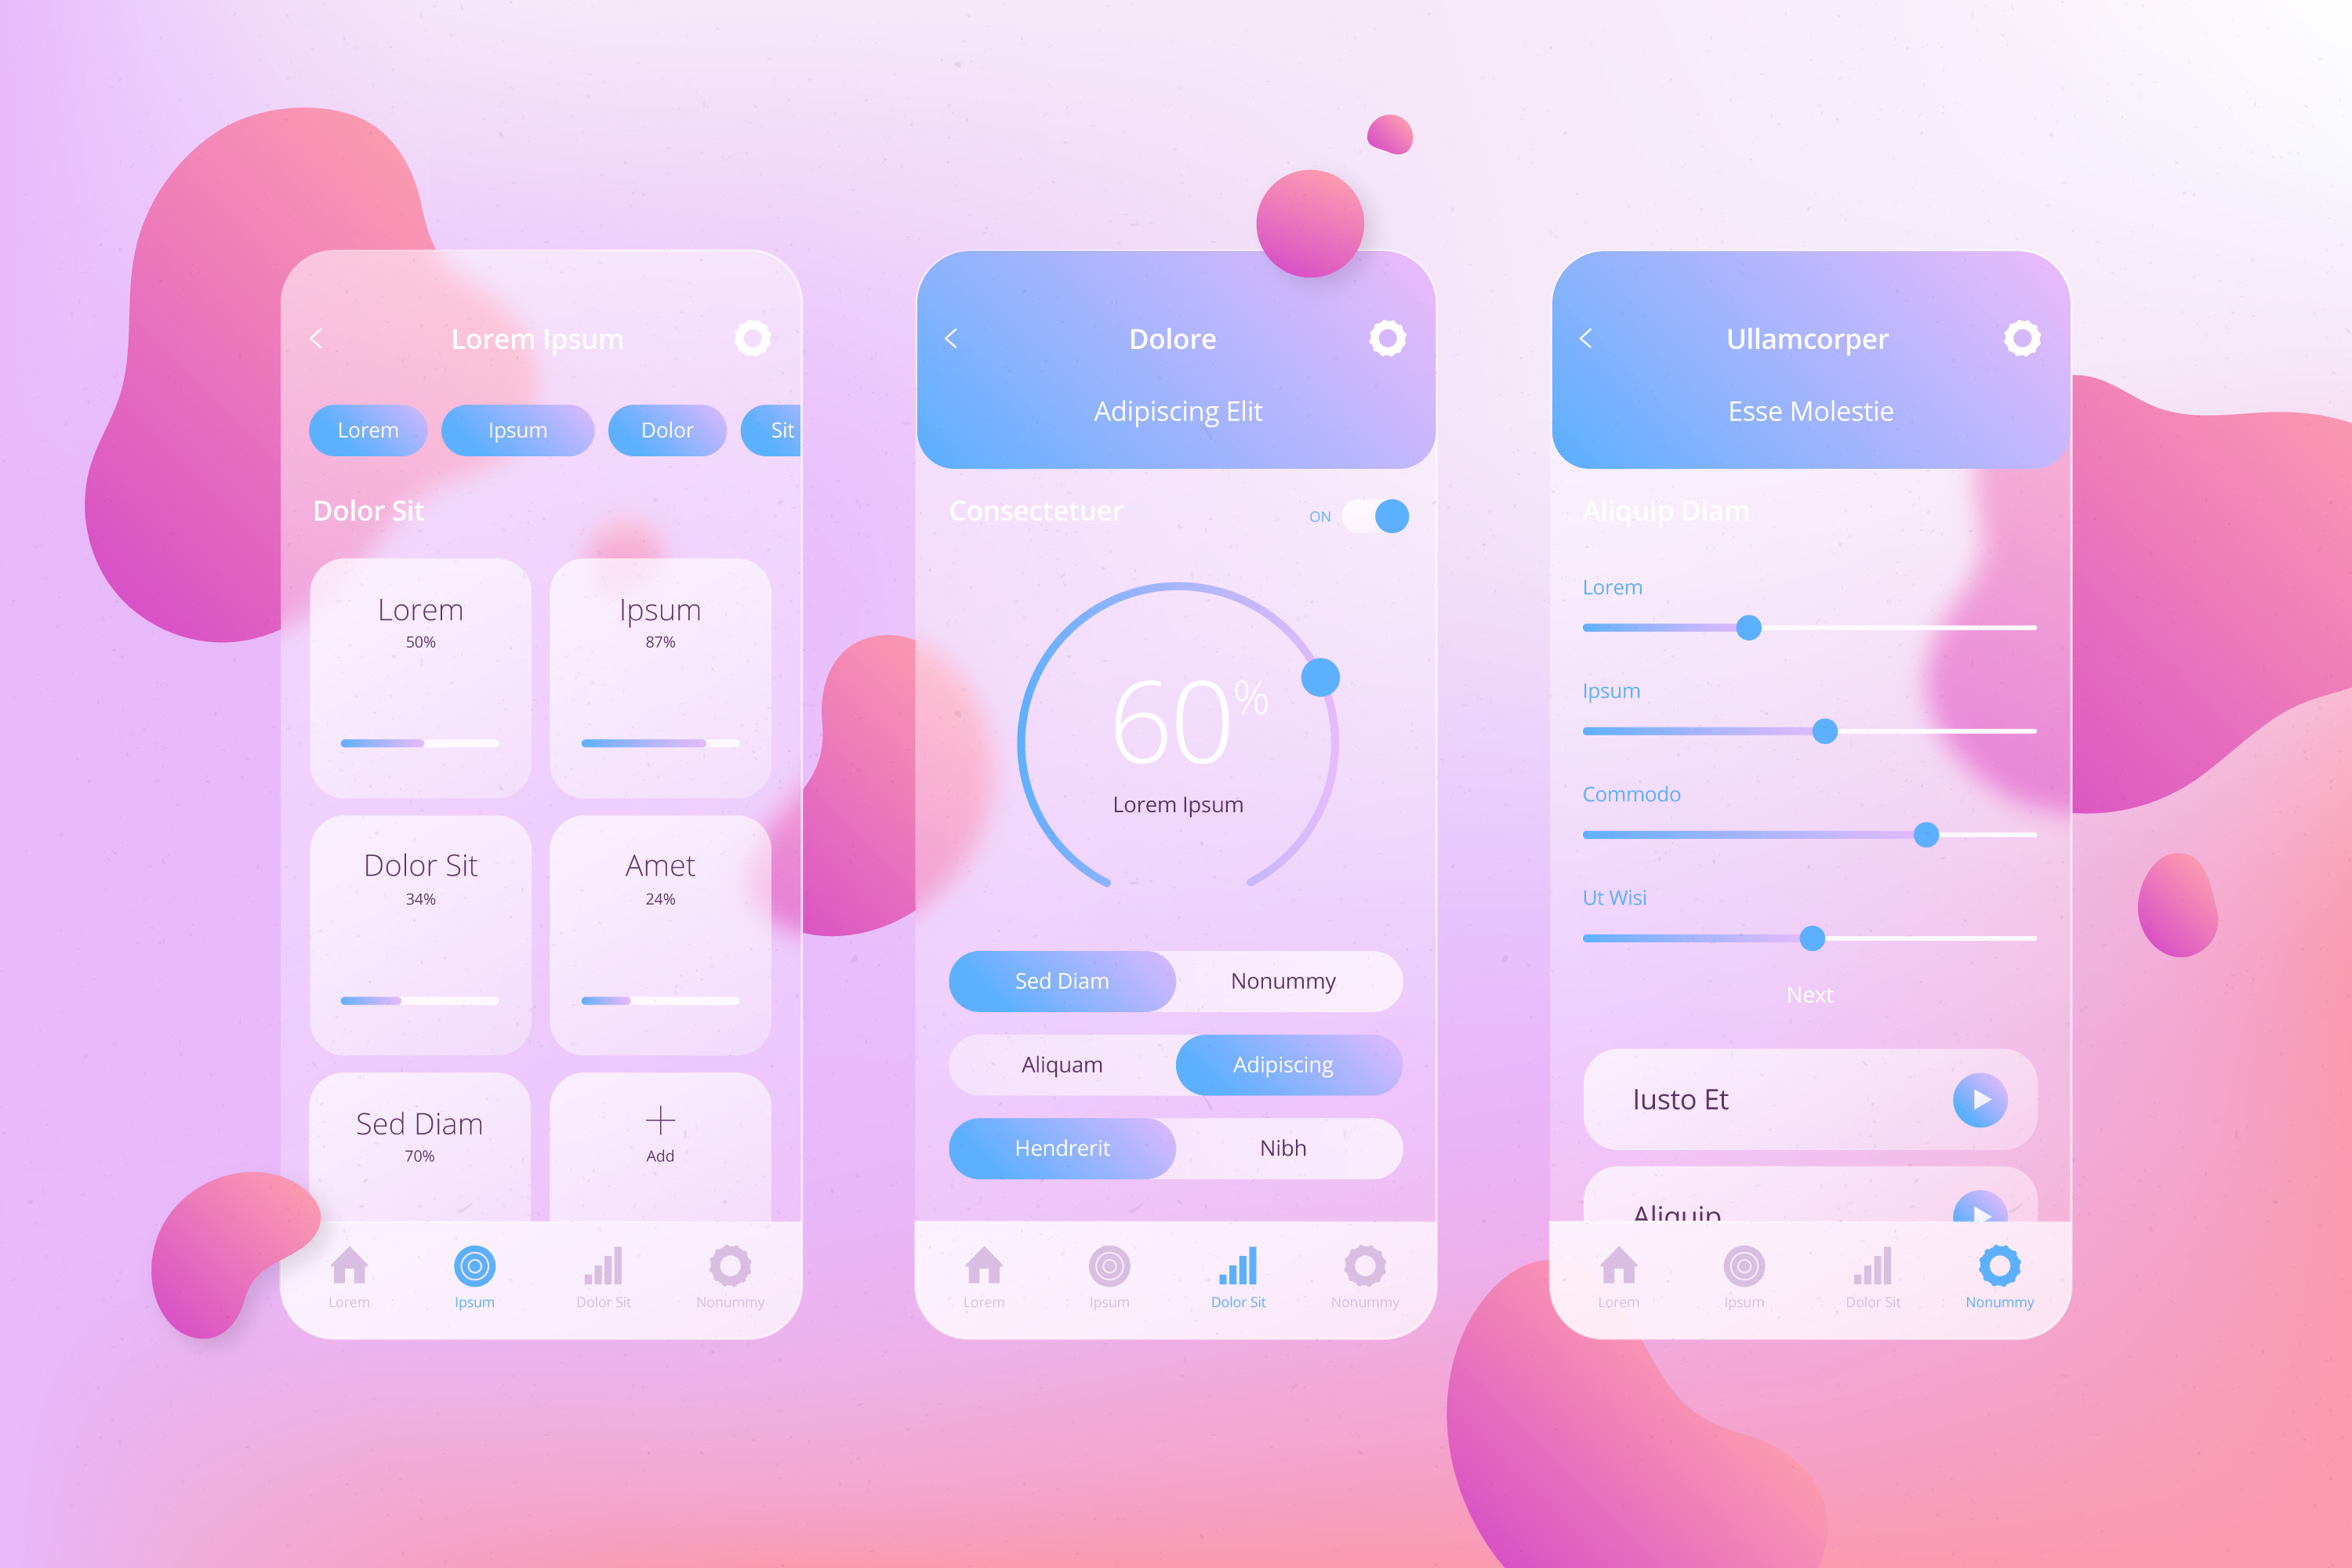 Lorem Ipsum
Lorem Ipsum Dolor Sit
Dolor Sit
Lorem Ipsum
50% 87%
Dolor Sit Amet
34% 24%
Sed Diam
70% Add
Lorem Ipsum Dolor Sit Nonummy
Dolore
Adipiscing Elit
Consectetuer ON
60%
Lorem Ipsum
Sed Diam Nonummy
Aliquam Adipiscing
Hendrerit Nibh
Lorem Ipsum Dolor Sit Nonummy
Ullamcorper
Esse Molestie
Aliquip Diam
Lorem
Ipsum
Commodo
Ut Wisi
Next
Iusto Et
Aliquip
Lorem Ipsum Dolor Sit Nonummy